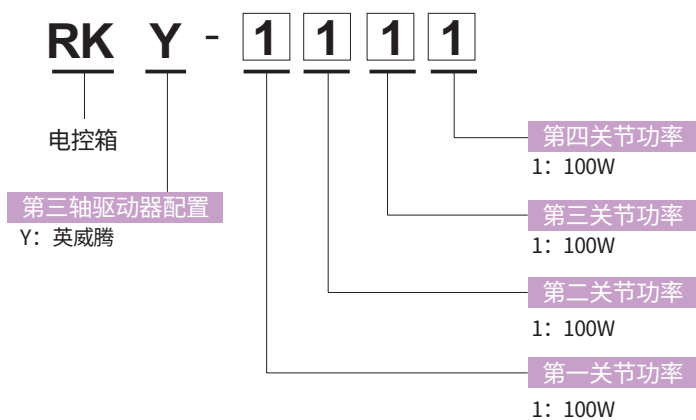 RK Y - 1 1 1 1
电控箱
第三轴驱动器配置
Y：英威腾
第四关节功率
1：100W
第三关节功率
1：100W
第二关节功率
1：100W
第一关节功率
1：100W